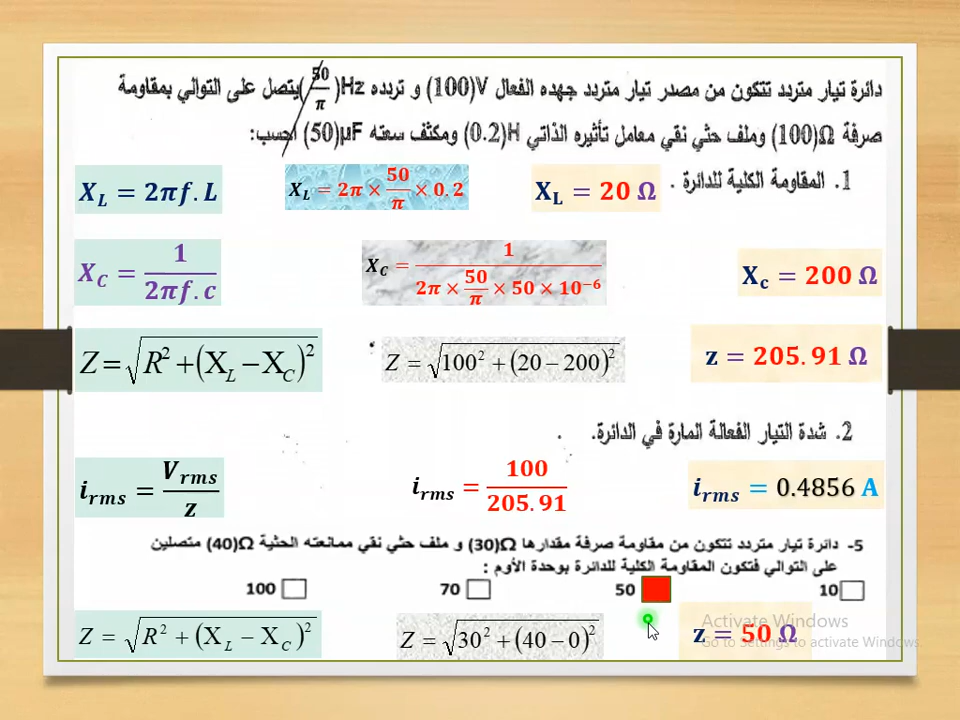 دائرة تيار متردد تتكون من مصدر تيار متردد جهده الفعال V(100) و تردده Hz(50/π) يتصل على التوالي بمقاومة
صرفة Ω(100) وملف حثي نقي معامل تأثيره الذاتي H(0.2) ومكثف سعته µF(50) احسب:
1. المقاومة الكلية للدائرة .
X_L = 2πf.L
X_L = 2π × 50/π × 0.2
X_L = 20 Ω
X_C = 1/(2πf.c)
X_C = 1/(2π × 50/π × 50 × 10⁻⁶)
X_c = 200 Ω
Z = √(R² + (X_L − X_C)²)
Z = √(100² + (20 − 200)²)
z = 205.91 Ω
2. شدة التيار الفعالة المارة في الدائرة.
i_rms = V_rms/z
i_rms = 100/205.91
i_rms = 0.4856 A
5- دائرة تيار متردد تتكون من مقاومة صرفة مقدارها Ω(30) و ملف حثي نقي ممانعته الحثية Ω(40) متصلين
على التوالي فتكون المقاومة الكلية للدائرة بوحدة الأوم :
10 50 70 100
Z = √(R² + (X_L − X_C)²)
Z = √(30² + (40 − 0)²)
z = 50 Ω
Activate Windows
Go to Settings to activate Windows.